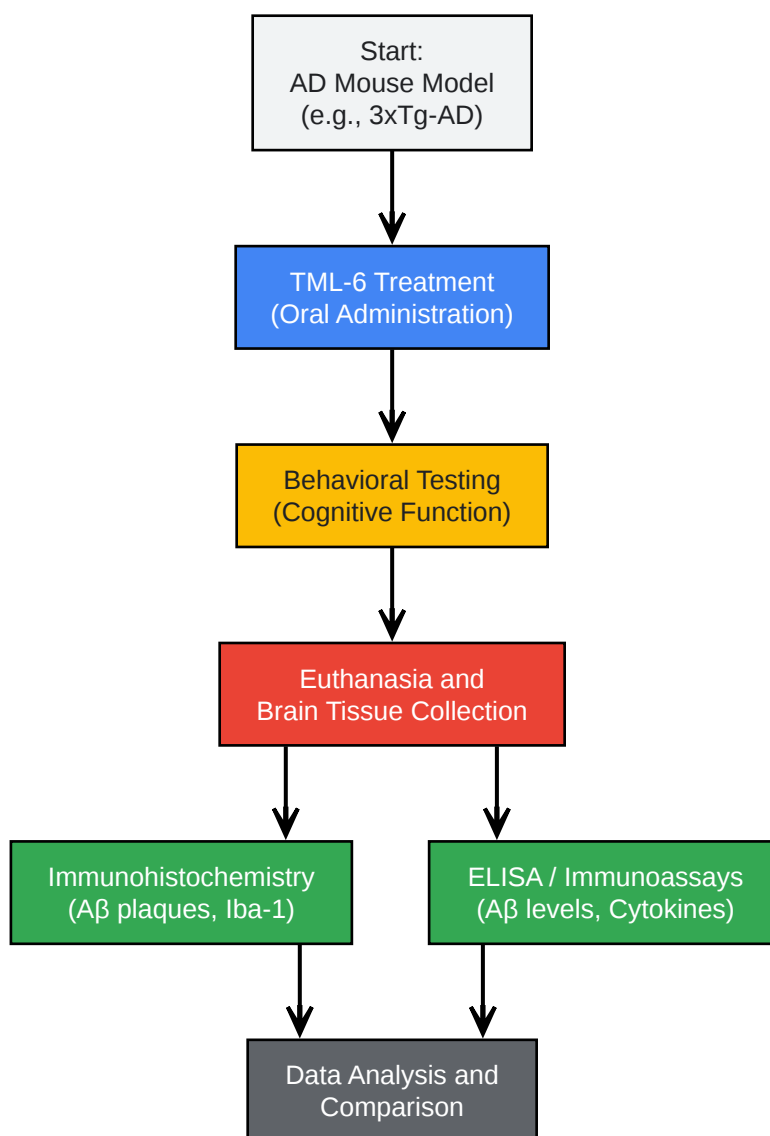 Start:
AD Mouse Model
(e.g., 3xTg-AD)
TML-6 Treatment
(Oral Administration)
Behavioral Testing
(Cognitive Function)
Euthanasia and
Brain Tissue Collection
Immunohistochemistry
(Aβ plaques, Iba-1)
ELISA / Immunoassays
(Aβ levels, Cytokines)
Data Analysis and
Comparison